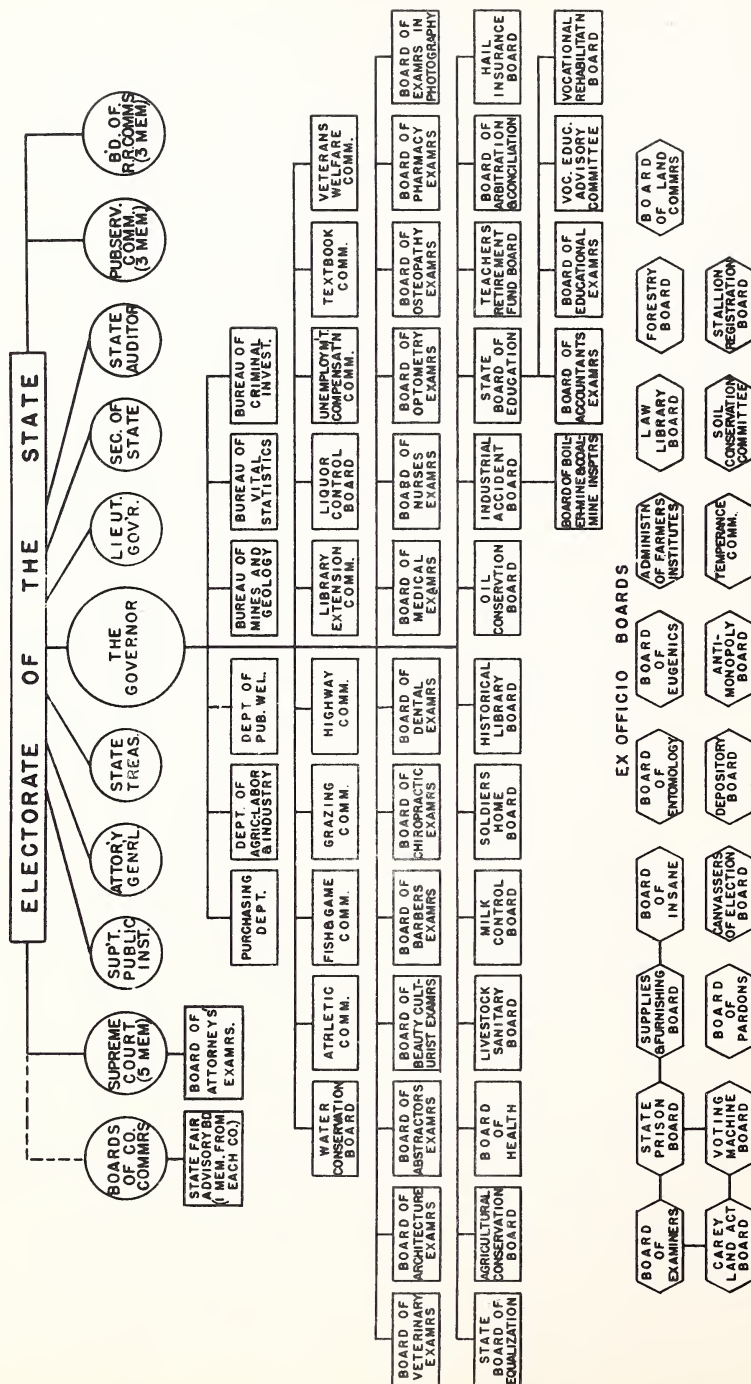 ELECTORATE OF THE STATE
BOARDS
OF CO.
COMMRS
SUPREME
COURT
(5 MEM)
SUP'T.
PUBLIC
INST.
ATTOR'Y
GENRL.
STATE
TREAS.
THE
GOVERNOR
LIEUT.
GOV'R.
SEC. OF
STATE
STATE
AUDITOR
PUB.SERV.
COMM.
(3 MEM.)
B'D. OF.
R.R.COMMS
(3 MEM.)
STATE FAIR
ADVISORY BD
(1 MEM. FROM
EACH CO.)
BOARD OF
ATTORNEYS'
EXAMRS.
PURCHASING
DEPT.
DEPT. OF
AGRIC-LABOR
& INDUSTRY
DEPT OF
PUB. WEL.
BUREAU OF
MINES AND
GEOLOGY
BUREAU OF
VITAL
STATISTICS
BUREAU OF
CRIMINAL
INVEST.
WATER
CONSERVATION
BOARD
ATHLETIC
COMM.
FISH&GAME
COMM.
GRAZING
COMM.
HIGHWAY
COMM.
LIBRARY
EXTENSION
COMM.
LIQUOR
CONTROL
BOARD
UNEMPLOYM'T.
COMPENSAT'N
COMM.
TEXTBOOK
COMM.
VETERANS
WELFARE
COMM.
BOARD OF
VETERINARY
EXAMRS
BOARD OF
ARCHITECTURE
EXAMRS
BOARD OF
ABSTRACTORS
EXAMRS
BOARD OF
BEAUTY CULT-
URIST EXAMRS
BOARD OF
BARBERS
EXAMRS
BOARD OF
CHIROPRACTIC
EXAMRS
BOARD OF
DENTAL
EXAMRS
BOARD OF
MEDICAL
EXAMRS
BOARD OF
NURSES
EXAMRS
BOARD OF
OPTOMETRY
EXAMRS
BOARD OF
OSTEOPATHY
EXAMRS
BOARD OF
PHARMACY
EXAMRS
BOARD OF
EXAMRS IN
PHOTOGRAPHY
STATE
BOARD OF
EQUALIZATION
AGRICULTURAL
CONSERVATION
BOARD
BOARD
OF
HEALTH
LIVESTOCK
SANITARY
BOARD
MILK
CONTROL
BOARD
SOLDIERS
HOME
BOARD
HISTORICAL
LIBRARY
BOARD
OIL
CONSERVTION
BOARD
INDUSTRIAL
ACCIDENT
BOARD
STATE
BOARD OF
EDUCATION
TEACHERS
RETIREMENT
FUND BOARD
BOARD OF
ARBITRATION
&CONCILIATION
HAIL
INSURANCE
BOARD
BOARD OF BOIL-
ER-MINE &COAL-
MINE INSPTRS
BOARD OF
ACCOUNTANTS
EXAMRS
BOARD OF
EDUCATIONAL
EXAMRS
VOC. EDUC.
ADVISORY
COMMITTEE
VOCATIONAL
REHABILITATN
BOARD
EX OFFICIO BOARDS
BOARD
OF
EXAMINERS
STATE
PRISON
BOARD
SUPPLIES
&FURNISHING
BOARD
BOARD
OF
INSANE
BOARD
OF
ENTOMOLOGY
BOARD
OF
EUGENICS
ADMINISTN
OF FARMERS
INSTITUTES
LAW
LIBRARY
BOARD
FORESTRY
BOARD
BOARD
OF LAND
COMMRS
CAREY
LAND ACT
BOARD
VOTING
MACHINE
BOARD
BOARD
OF
PARDONS
CANVASSERS
OF ELECTION
BOARD
DEPOSITORY
BOARD
ANTI-
MONOPOLY
BOARD
TEMPERANCE
COMM.
SOIL
CONSERVATION
COMMITTEE
STALLION
REGISTRATION
BOARD